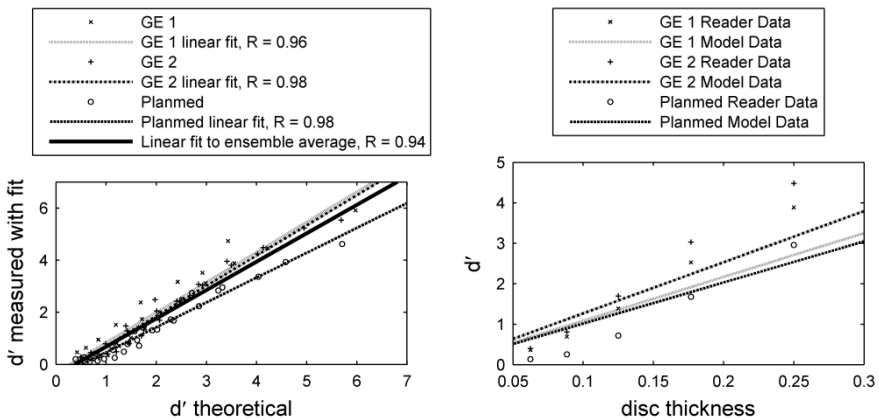 GE 1
GE 1 linear fit, R = 0.96
GE 2
GE 2 linear fit, R = 0.98
Planmed
Planmed linear fit, R = 0.98
Linear fit to ensemble average, R = 0.94
d′ measured with fit
6
4
2
0
0 1 2 3 4 5 6 7
d′ theoretical
GE 1 Reader Data
GE 1 Model Data
GE 2 Reader Data
GE 2 Model Data
Planmed Reader Data
Planmed Model Data
d′
5
4
3
2
1
0
0.05 0.1 0.15 0.2 0.25 0.3
disc thickness